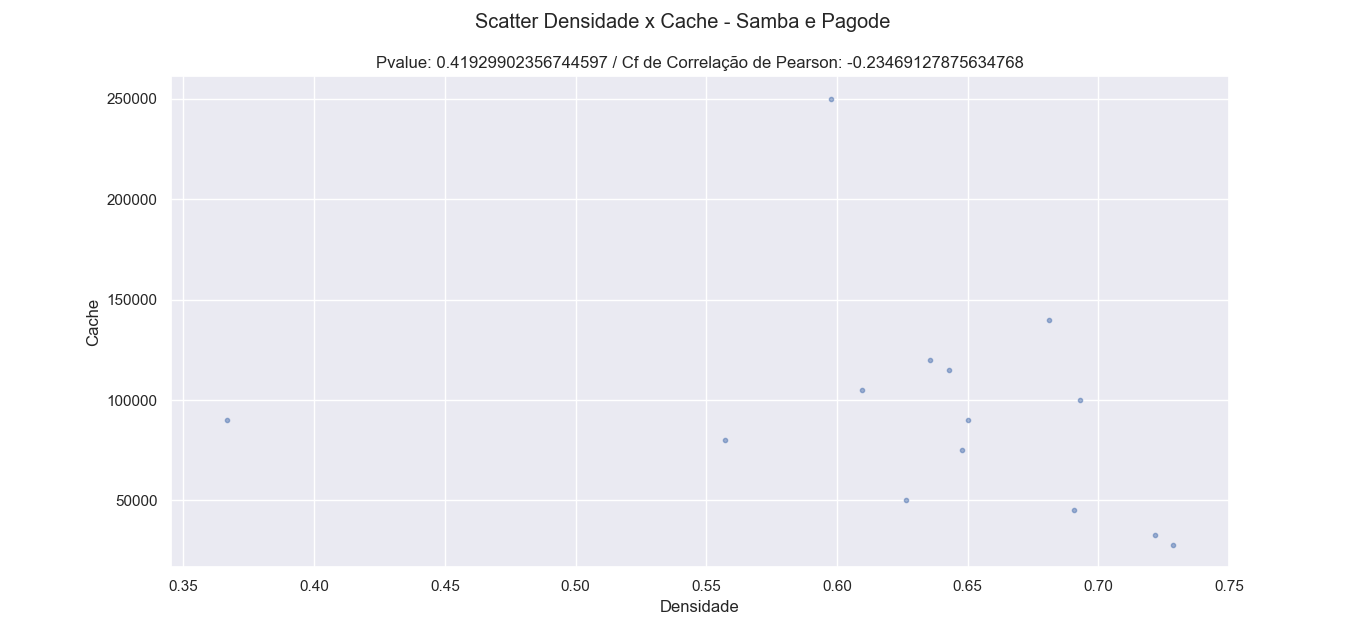 Scatter Densidade x Cache - Samba e Pagode
Pvalue: 0.41929902356744597 / Cf de Correlação de Pearson: -0.23469127875634768
250000
200000
150000
100000
50000
Cache
0.35 0.40 0.45 0.50 0.55 0.60 0.65 0.70 0.75
Densidade